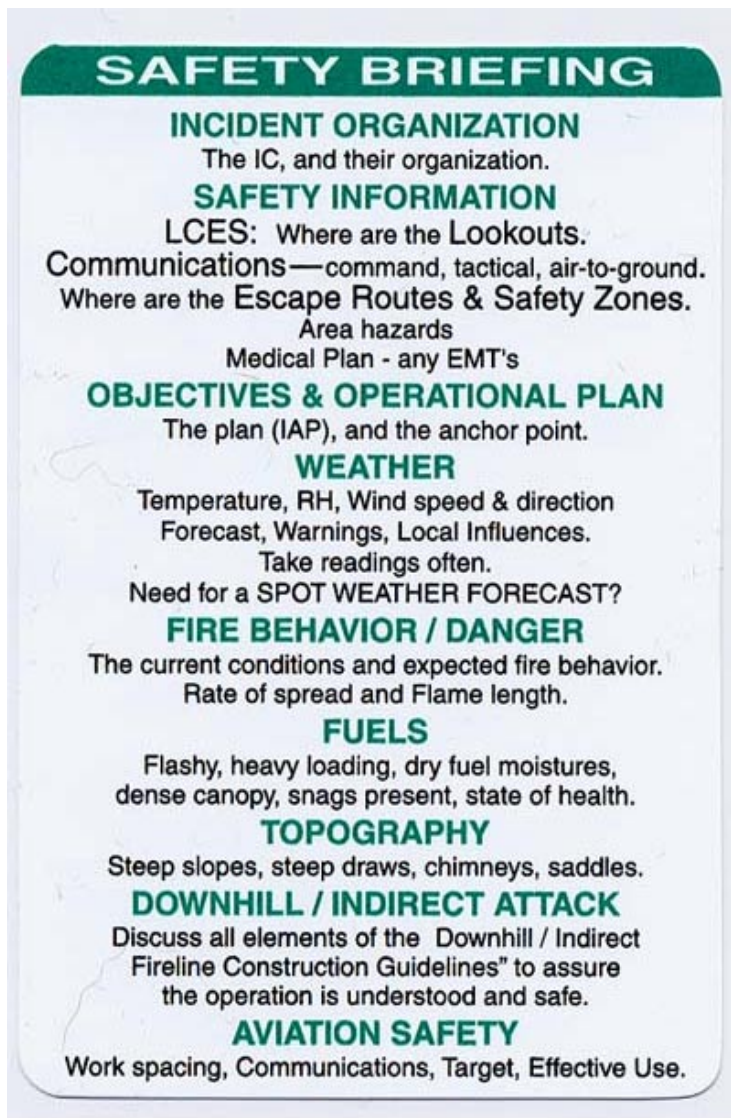 SAFETY BRIEFING
INCIDENT ORGANIZATION
The IC, and their organization.
SAFETY INFORMATION
LCES: Where are the Lookouts.
Communications—command, tactical, air-to-ground.
Where are the Escape Routes & Safety Zones.
Area hazards
Medical Plan - any EMT's
OBJECTIVES & OPERATIONAL PLAN
The plan (IAP), and the anchor point.
WEATHER
Temperature, RH, Wind speed & direction
Forecast, Warnings, Local Influences.
Take readings often.
Need for a SPOT WEATHER FORECAST?
FIRE BEHAVIOR / DANGER
The current conditions and expected fire behavior.
Rate of spread and Flame length.
FUELS
Flashy, heavy loading, dry fuel moistures,
dense canopy, snags present, state of health.
TOPOGRAPHY
Steep slopes, steep draws, chimneys, saddles.
DOWNHILL / INDIRECT ATTACK
Discuss all elements of the Downhill / Indirect
Fireline Construction Guidelines” to assure
the operation is understood and safe.
AVIATION SAFETY
Work spacing, Communications, Target, Effective Use.